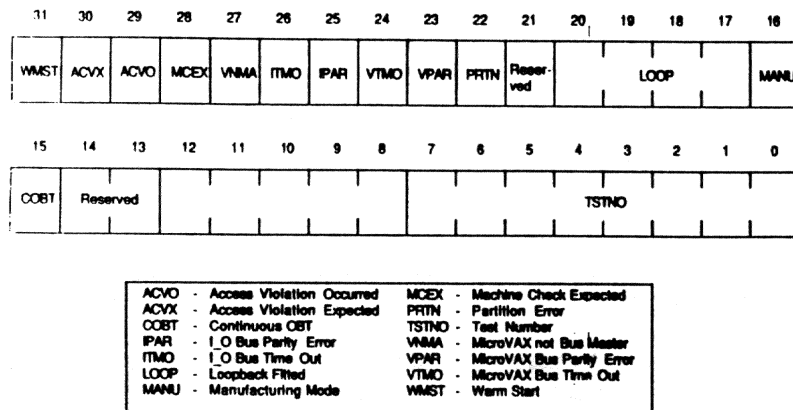 31 30 29 28 27 26 25 24 23 22 21 20 19 18 17 16
WMST ACVX ACVO MCEX VNMA ITMO IPAR VTMO VPAR PRTN Reser-ved LOOP MANU
15 14 13 12 11 10 9 8 7 6 5 4 3 2 1 0
COBT Reserved TSTNO
ACVO - Access Violation Occurred MCEX - Machine Check Expected
ACVX - Access Violation Expected PRTN - Partition Error
COBT - Continuous OBT TSTNO - Test Number
IPAR - I_O Bus Parity Error VNMA - MicroVAX not Bus Master
ITMO - I_O Bus Time Out VPAR - MicroVAX Bus Parity Error
LOOP - Loopback Fitted VTMO - MicroVAX Bus Time Out
MANU - Manufacturing Mode WMST - Warm Start